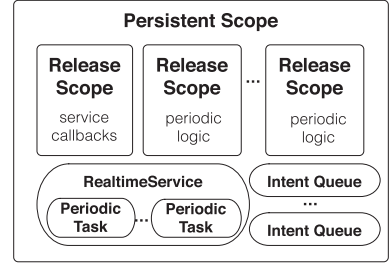 Persistent Scope
Release
Scope
service
callbacks
Release
Scope
periodic
logic
...
Release
Scope
periodic
logic
RealtimeService
Periodic
Task
...
Periodic
Task
Intent Queue
...
Intent Queue